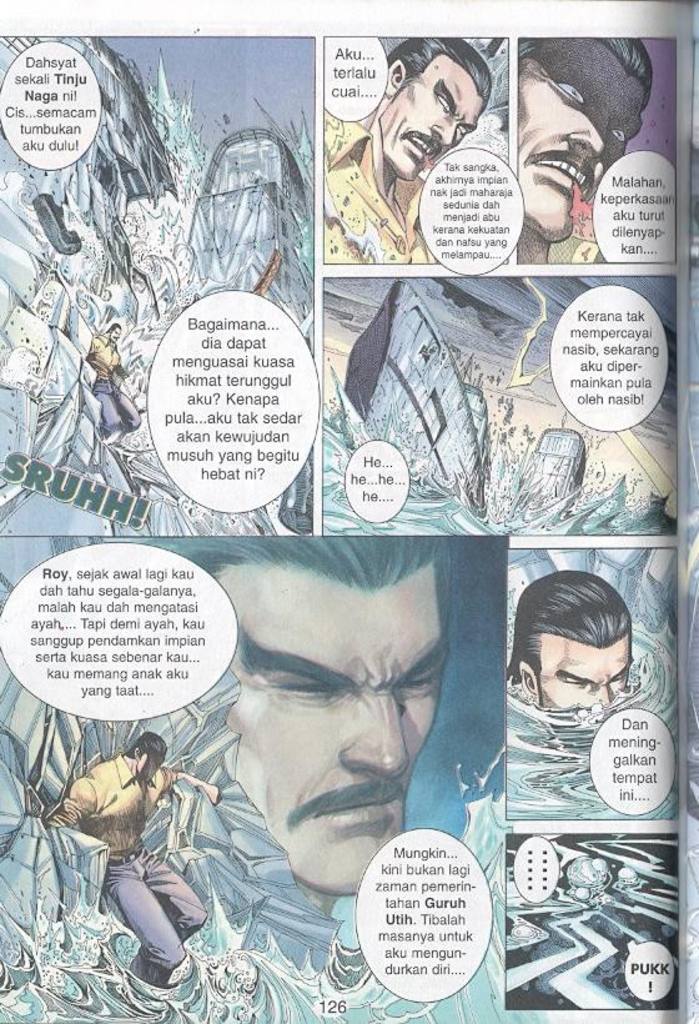 Dahsyat
sekali Tinju
Naga ni!
Cis...semacam
tumbukan
aku dulu!
Bagaimana...
dia dapat
menguasai kuasa
hikmat terunggul
aku? Kenapa
pula...aku tak sedar
akan kewujudan
musuh yang begitu
hebat ni?
SRUHH!
Aku...
terlalu
cuai....
Tak sangka,
akhirnya impian
nak jadi maharaja
sedunia dah
menjadi abu
kerana kekuatan
dan nafsu yang
melampau....
Malahan,
keperkasaan
aku turut
dilenyap-
kan....
Kerana tak
mempercayai
nasib, sekarang
aku diper-
mainkan pula
oleh nasib!
He...
he...he...
he....
Roy, sejak awal lagi kau
dah tahu segala-galanya,
malah kau dah mengatasi
ayah,... Tapi demi ayah, kau
sanggup pendamkan impian
serta kuasa sebenar kau...
kau memang anak aku
yang taat....
Mungkin...
kini bukan lagi
zaman pemerin-
tahan Guruh
Utih. Tibalah
masanya untuk
aku mengun-
durkan diri....
Dan
mening-
galkan
tempat
ini....
PUKK
!
126